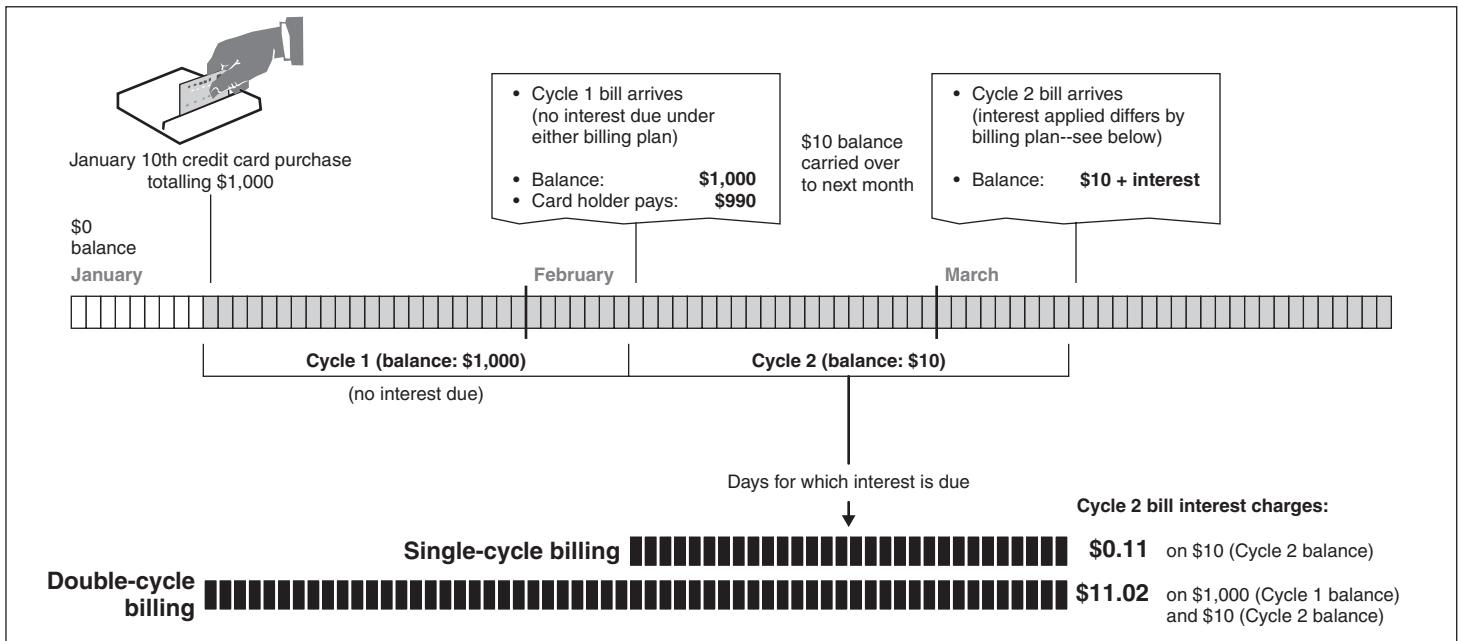 January 10th credit card purchase
totalling $1,000
• Cycle 1 bill arrives
(no interest due under
either billing plan)
• Balance: $1,000
• Card holder pays: $990
$10 balance
carried over
to next month
• Cycle 2 bill arrives
(interest applied differs by
billing plan--see below)
• Balance: $10 + interest
$0
balance
January
February
March
Cycle 1 (balance: $1,000)
(no interest due)
Cycle 2 (balance: $10)
Days for which interest is due
Cycle 2 bill interest charges:
Single-cycle billing
$0.11 on $10 (Cycle 2 balance)
Double-cycle
billing
$11.02 on $1,000 (Cycle 1 balance)
and $10 (Cycle 2 balance)